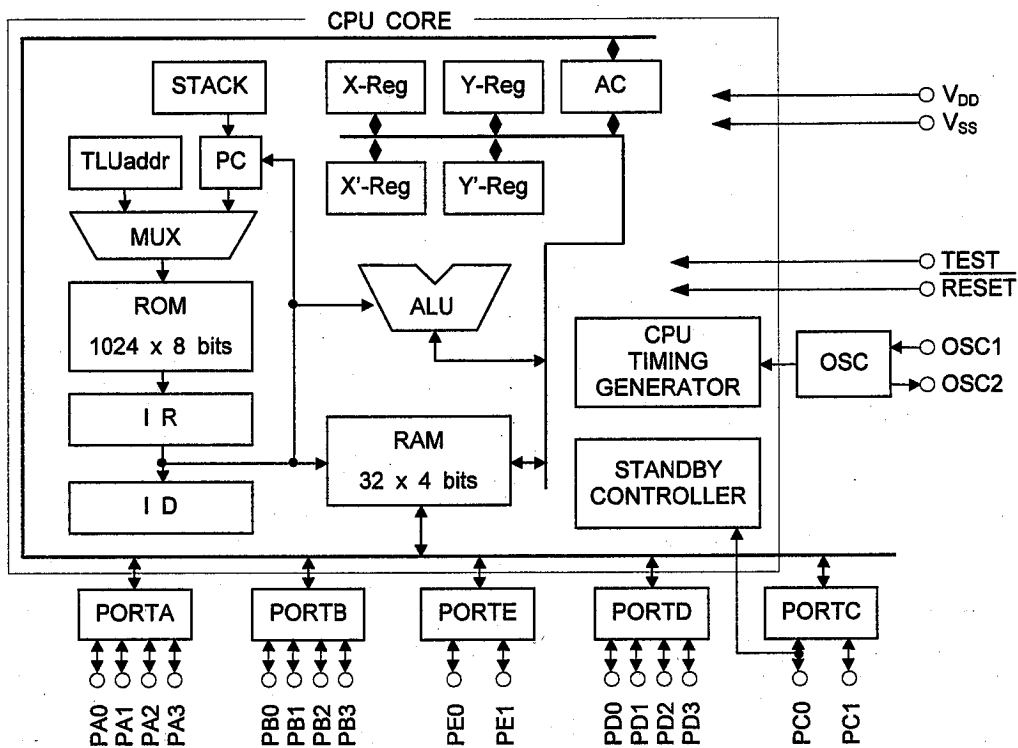 CPU CORE
STACK
X-Reg
Y-Reg
AC
V_DD
V_SS
TLUaddr
PC
X'-Reg
Y'-Reg
MUX
ALU
TEST
RESET
ROM
1024 x 8 bits
CPU
TIMING
GENERATOR
OSC
OSC1
OSC2
I R
RAM
32 x 4 bits
STANDBY
CONTROLLER
I D
PORTA
PORTB
PORTE
PORTD
PORTC
PA0
PA1
PA2
PA3
PB0
PB1
PB2
PB3
PE0
PE1
PD0
PD1
PD2
PD3
PC0
PC1